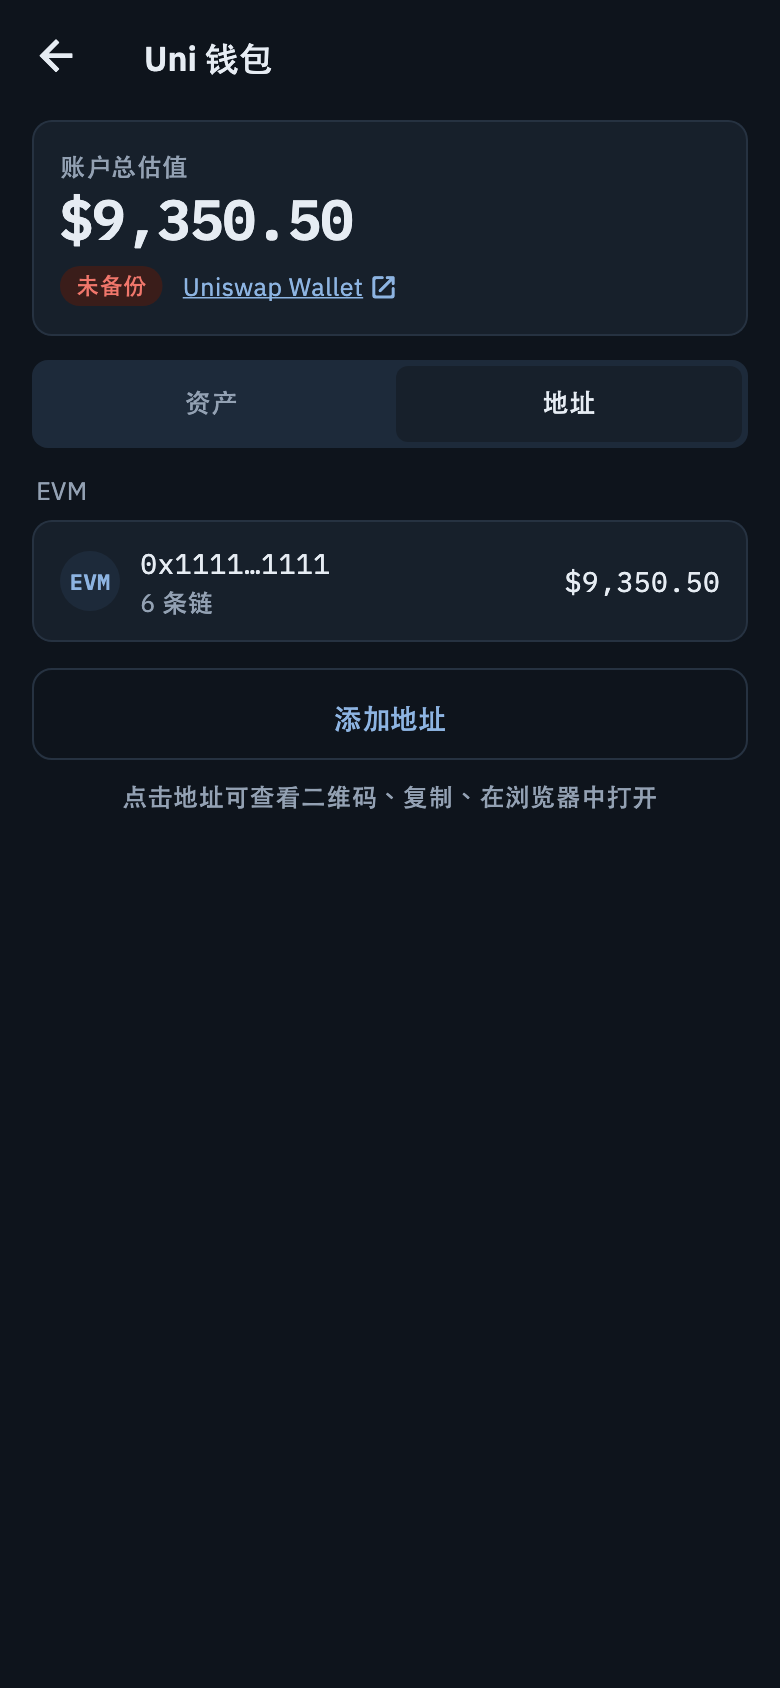 Uni 钱包
账户总估值
$9,350.50
未备份
Uniswap Wallet
资产
地址
EVM
EVM
0x1111…1111
6 条链
$9,350.50
添加地址
点击地址可查看二维码、复制、在浏览器中打开